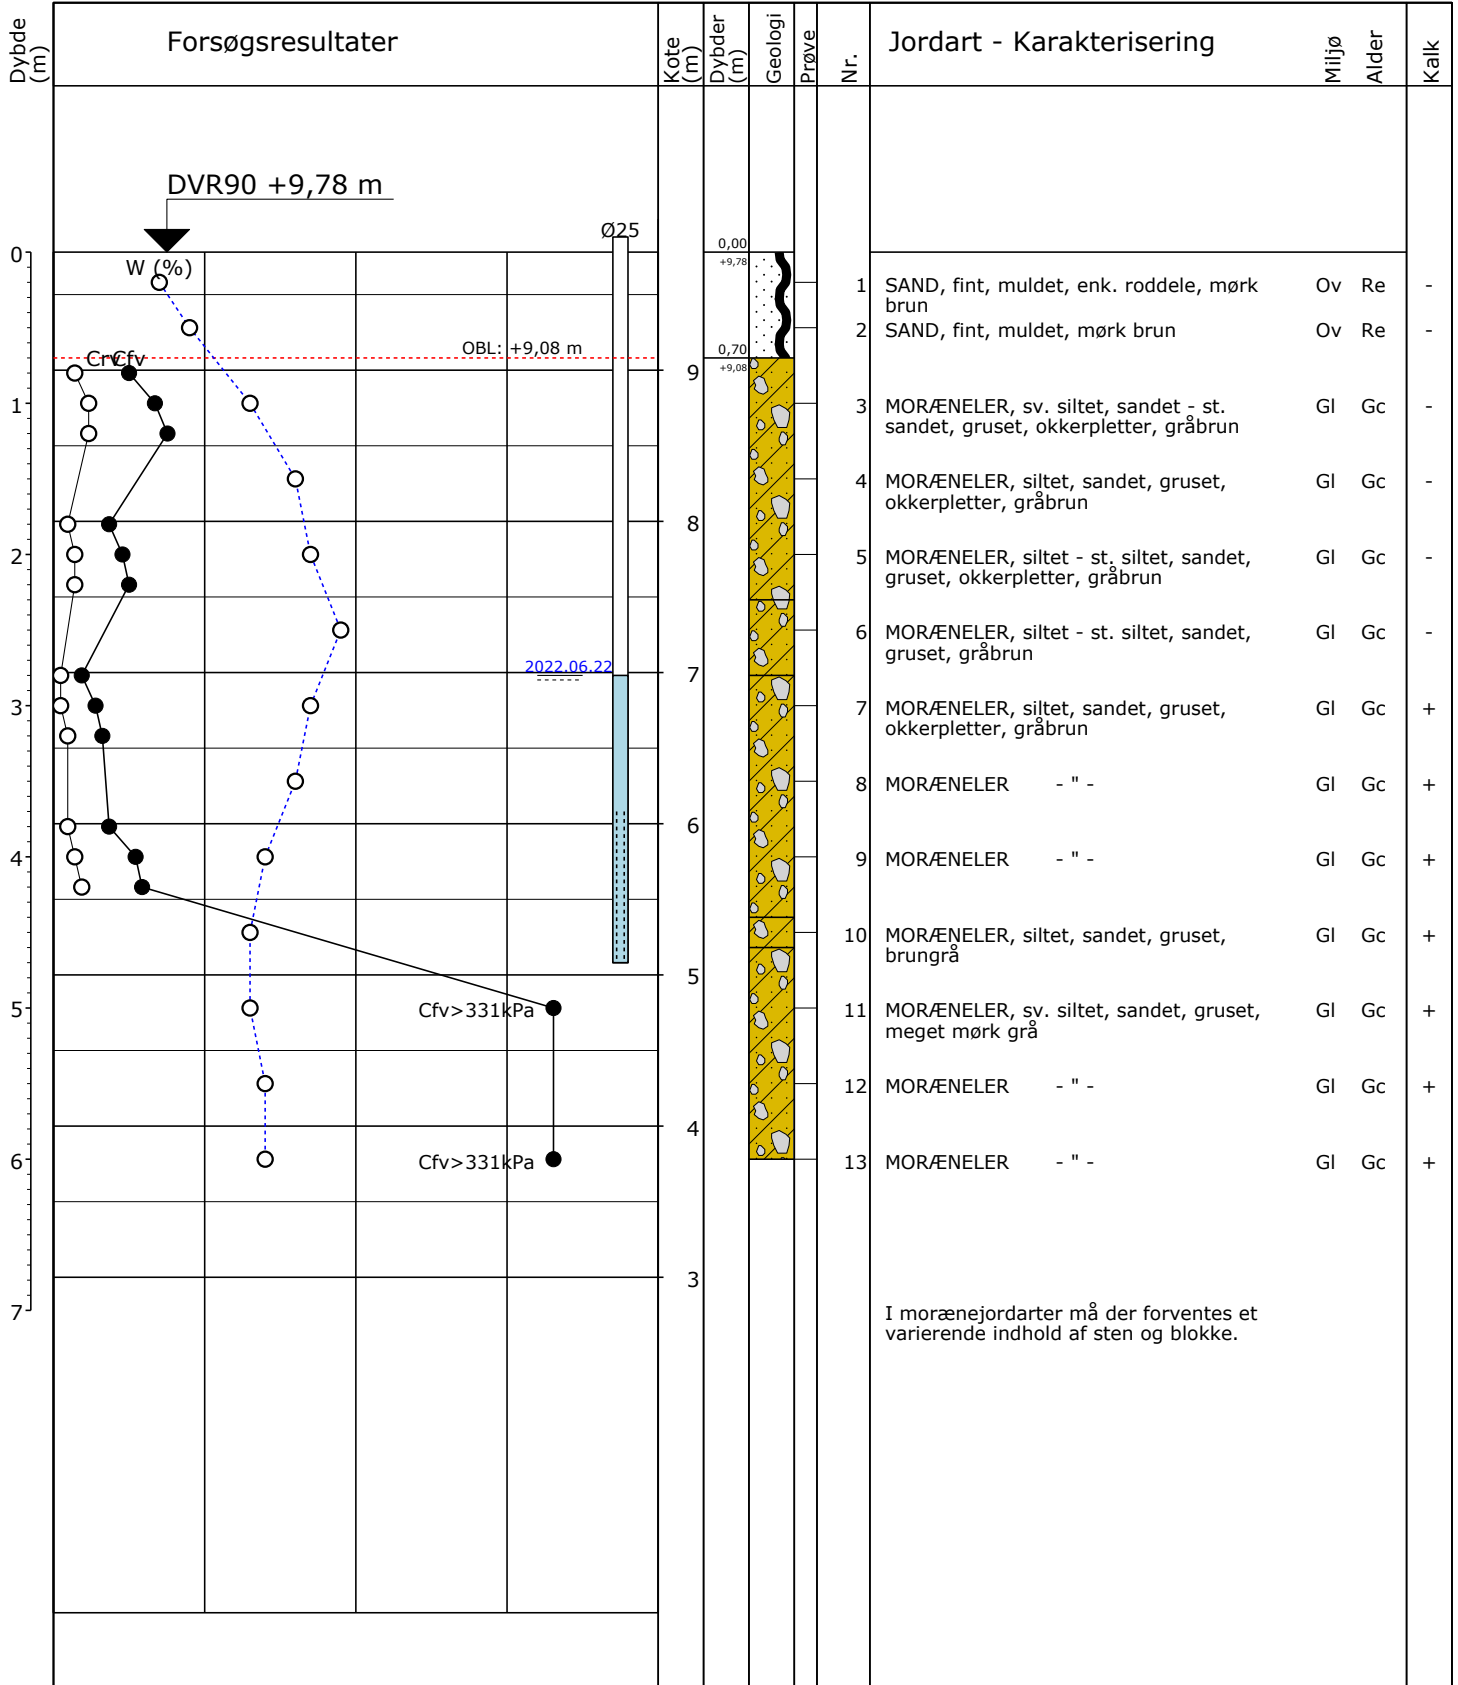 Dybde
(m)
Forsøgsresultater
Kote
(m)
Dybder
(m)
Geologi
Prøve
Nr.
Jordart - Karakterisering
Miljø
Alder
Kalk
DVR90 +9,78 m
Ø25
0
W (%)
0,00
+9,78
1 SAND, fint, muldet, enk. roddele, mørk Ov Re -
brun
2 SAND, fint, muldet, mørk brun Ov Re -
OBL: +9,08 m
0,70
+9,08
Crv Cfv
9
1
3 MORÆNELER, sv. siltet, sandet - st. Gl Gc -
sandet, gruset, okkerpletter, gråbrun
4 MORÆNELER, siltet, sandet, gruset, Gl Gc -
okkerpletter, gråbrun
8
2
5 MORÆNELER, siltet - st. siltet, sandet, Gl Gc -
gruset, okkerpletter, gråbrun
6 MORÆNELER, siltet - st. siltet, sandet, Gl Gc -
gruset, gråbrun
2022.06.22
7
3
7 MORÆNELER, siltet, sandet, gruset, Gl Gc +
okkerpletter, gråbrun
8 MORÆNELER - " - Gl Gc +
6
4
9 MORÆNELER - " - Gl Gc +
10 MORÆNELER, siltet, sandet, gruset, Gl Gc +
brungrå
5
5
Cfv>331kPa
11 MORÆNELER, sv. siltet, sandet, gruset, Gl Gc +
meget mørk grå
12 MORÆNELER - " - Gl Gc +
4
6
Cfv>331kPa
13 MORÆNELER - " - Gl Gc +
3
7
I morænejordarter må der forventes et
varierende indhold af sten og blokke.